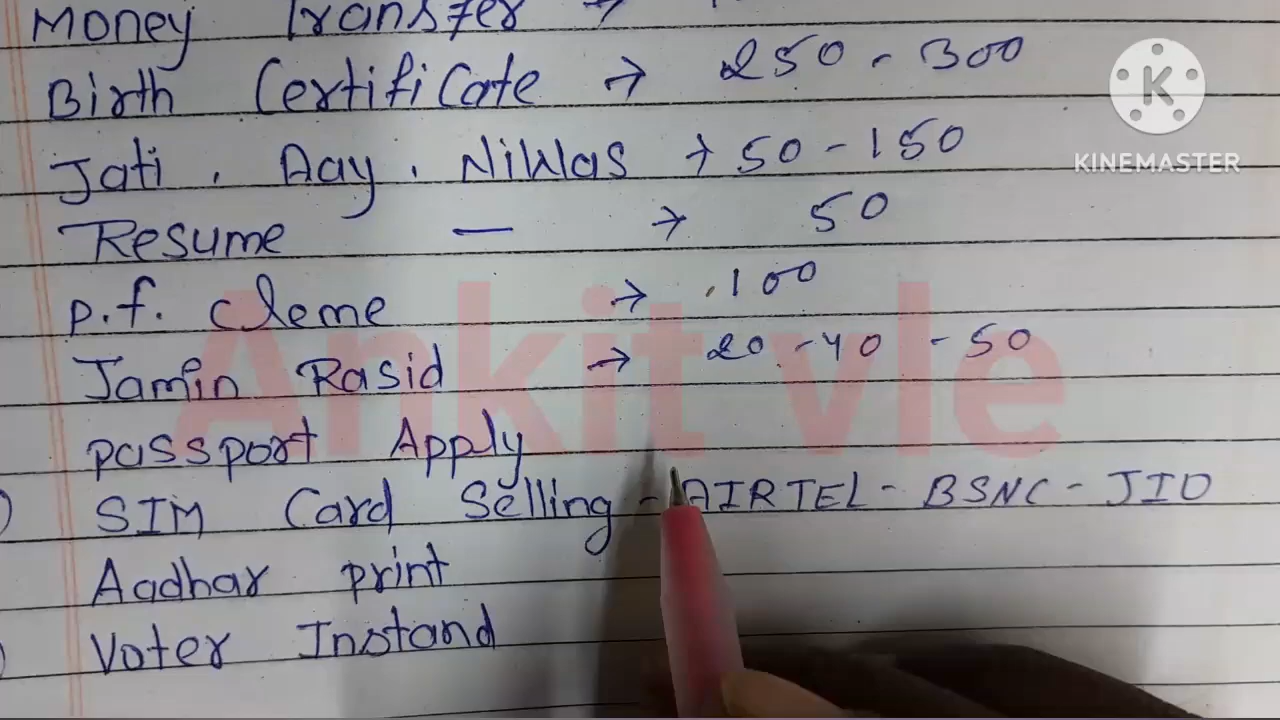 Money Transfer →
Birth Certificate → 250 - 300
Jati , Aay , Niwas → 50 - 150
Resume — → 50
P.f. Cleme → 100
Jamin Rasid → 20 - 40 - 50
Passport Apply
SIM Card Selling - AIRTEL - BSNL - JIO
Aadhar print
Voter Instand
Ankit vle
K
KINEMASTER